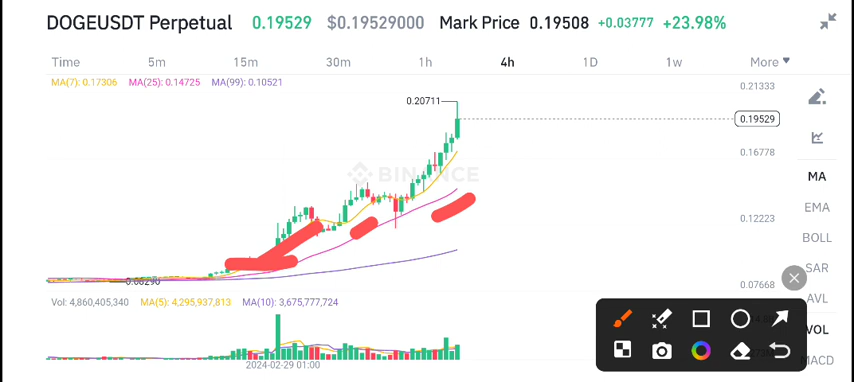 DOGEUSDT Perpetual 0.19529 $0.19529000 Mark Price 0.19508 +0.03777 +23.98%
Time 5m 15m 30m 1h 4h 1D 1w More
MA(7): 0.17306 MA(25): 0.14725 MA(99): 0.10521
0.21333
0.20711
0.19529
0.16778
BINANCE
MA
EMA
0.12223
BOLL
SAR
0.07668
AVL
Vol: 4,860,405,340 MA(5): 4,295,937,813 MA(10): 3,675,777,724
VOL
MACD
2024-02-29 01:00